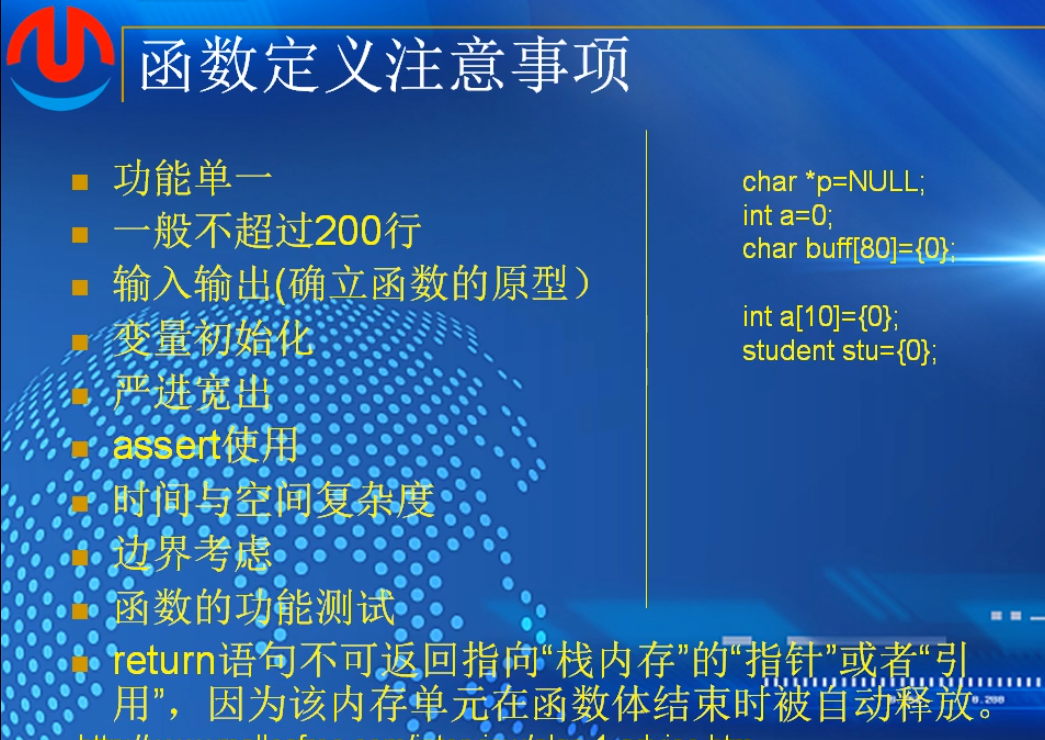 函数定义注意事项
功能单一
一般不超过200行
输入输出(确立函数的原型）
变量初始化
严进宽出
assert使用
时间与空间复杂度
边界考虑
函数的功能测试
return语句不可返回指向“栈内存”的“指针”或者“引
用”，因为该内存单元在函数体结束时被自动释放。
char *p=NULL;
int a=0;
char buff[80]={0};
int a[10]={0};
student stu={0};